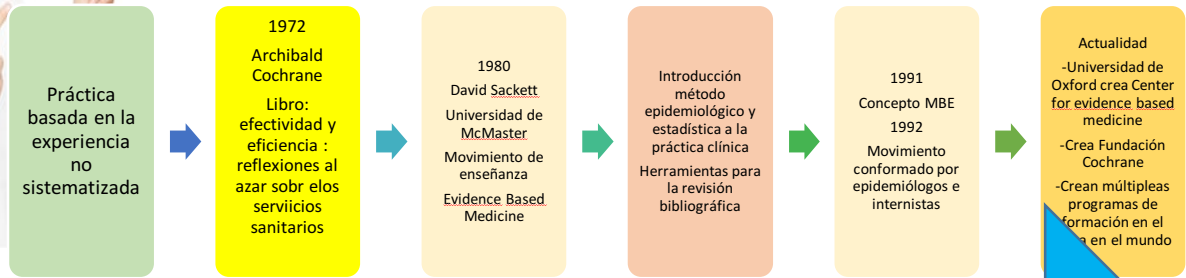 Práctica
basada en la
experiencia
no
sistematizada
1972
Archibald
Cochrane
Libro:
efectividad y
eficiencia :
reflexiones al
azar sobr elos
serviicios
sanitarios
1980
David Sackett
Universidad de
McMaster
Movimiento de
enseñanza
Evidence Based
Medicine
Introducción
método
epidemiológico y
estadística a la
práctica clínica
Herramientas para
la revisión
bibliográfica
1991
Concepto MBE
1992
Movimiento
conformado por
epidemiólogos e
internistas
Actualidad
-Universidad de
Oxford crea Center
for evidence based
medicine
-Crea Fundación
Cochrane
-Crean múltipleas
programas de
formación en el
en el mundo